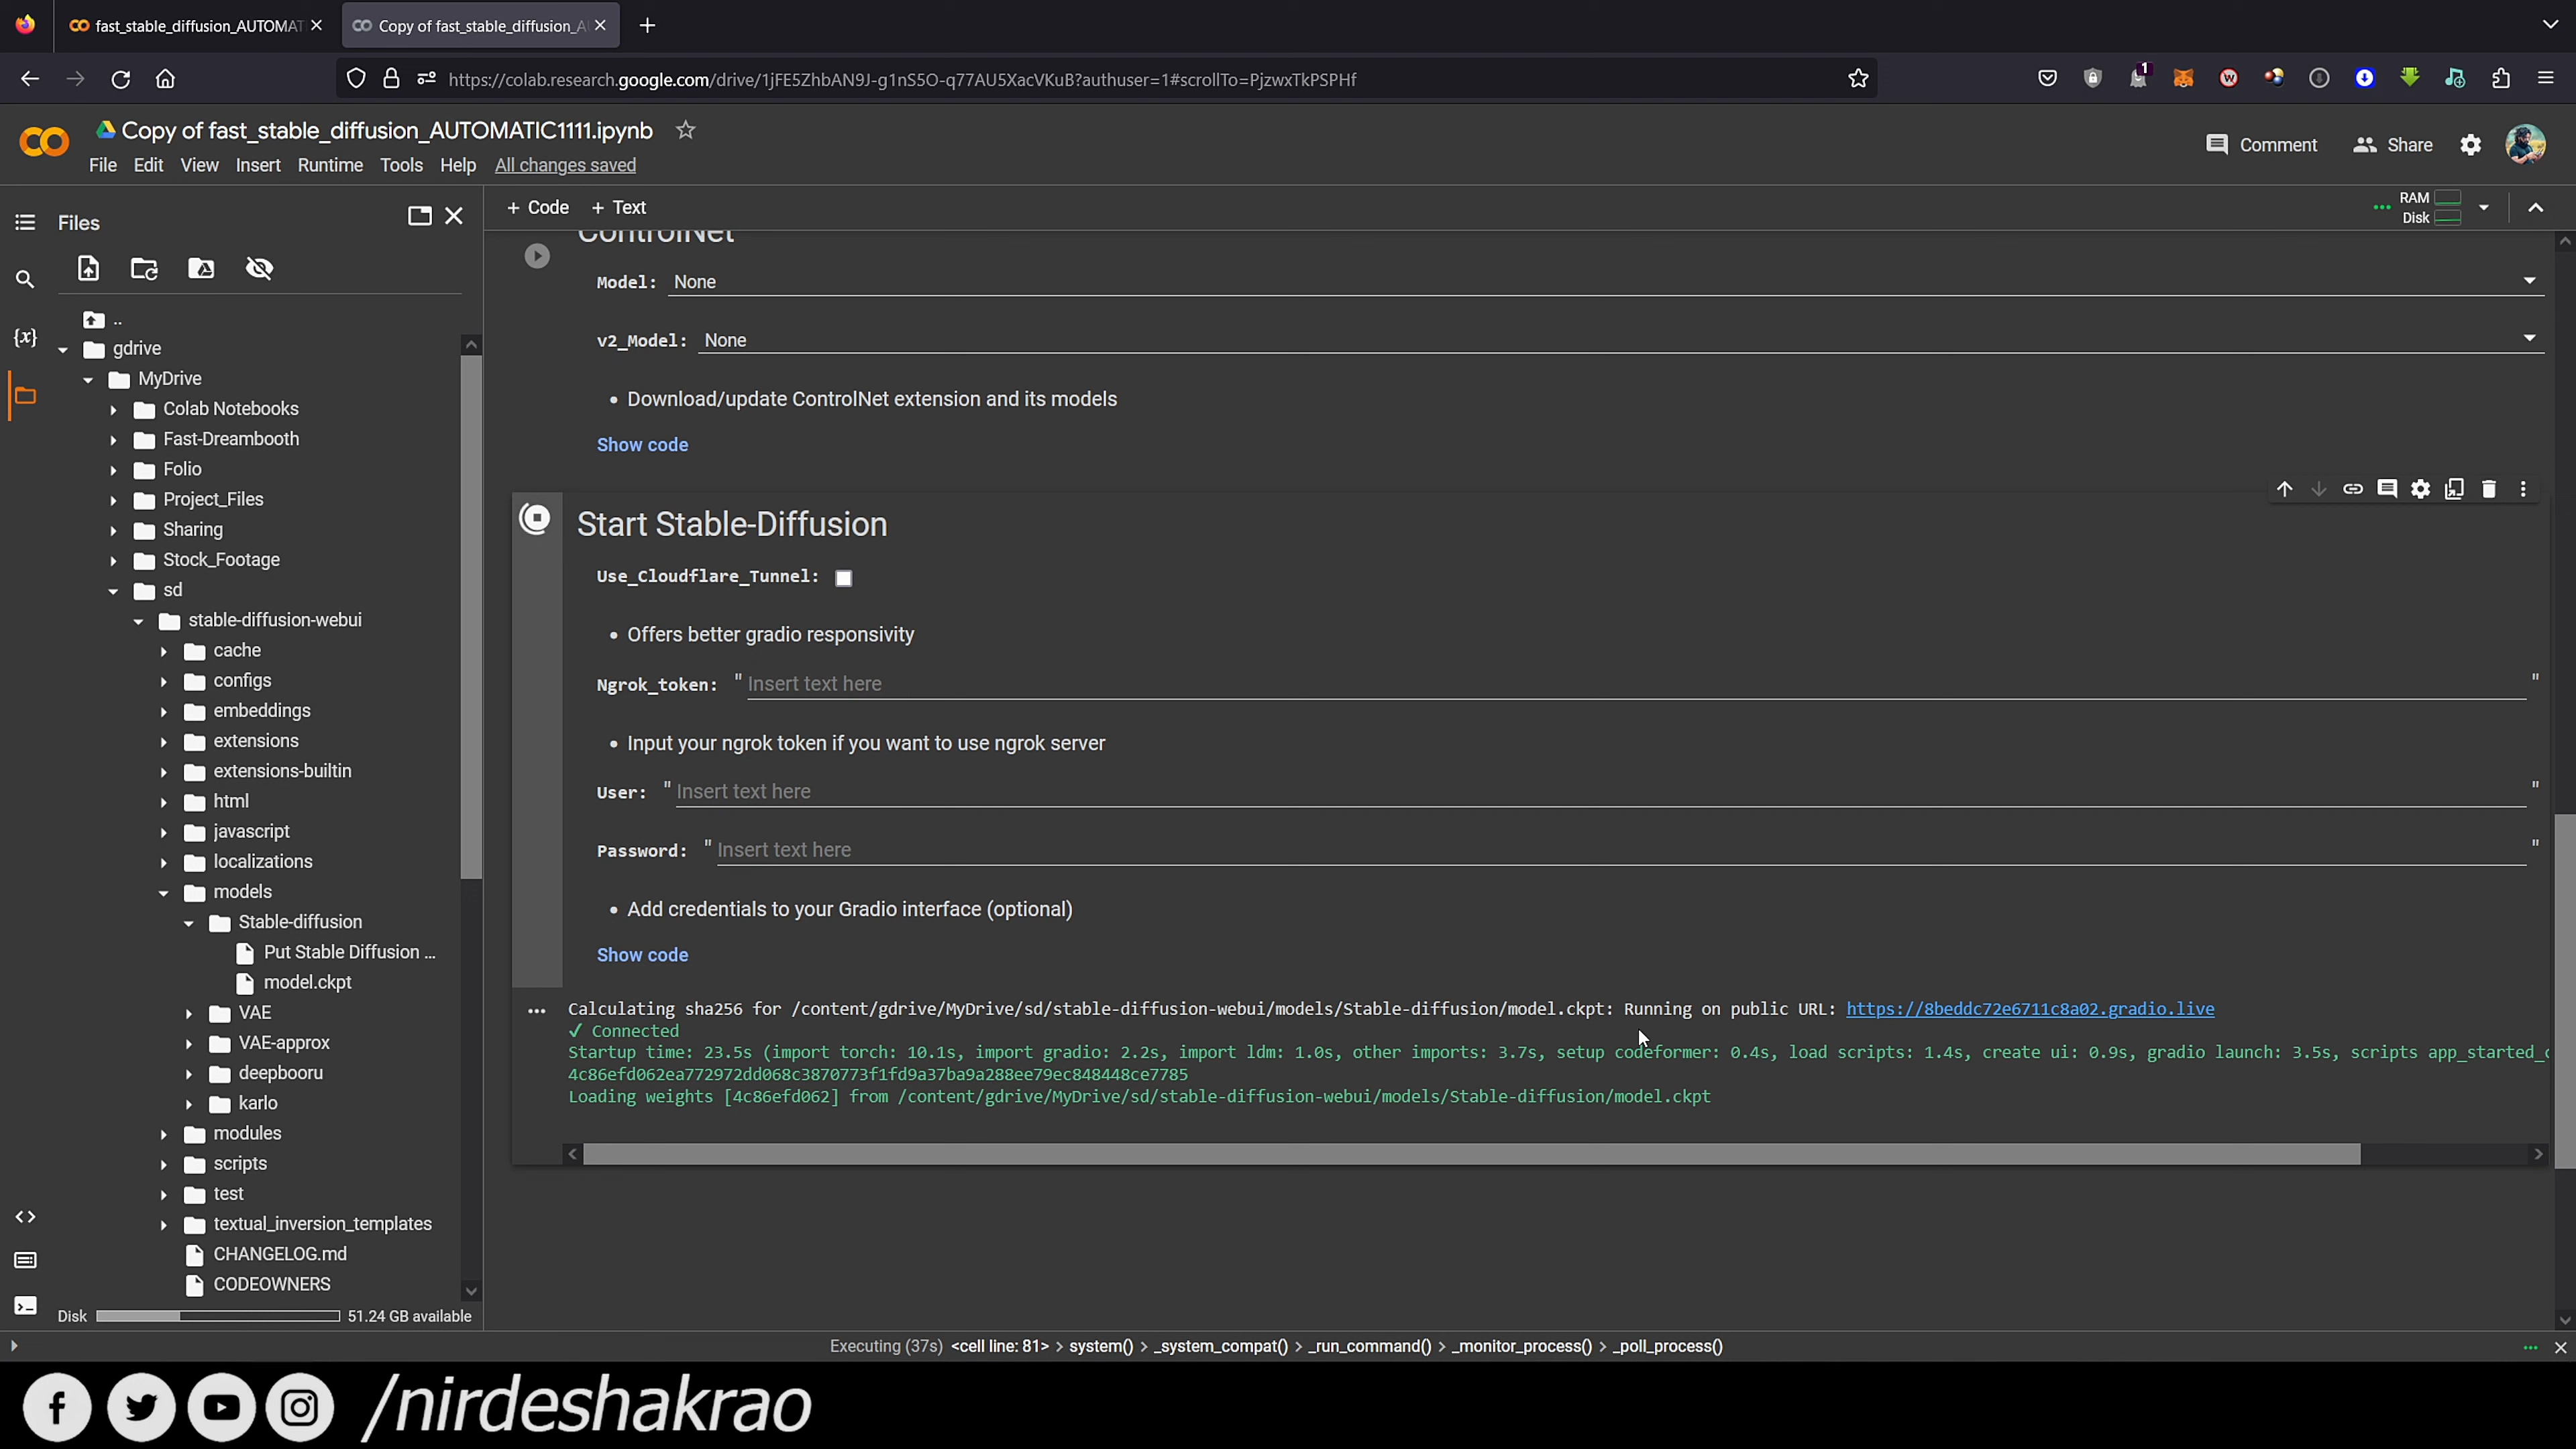 fast_stable_diffusion_AUTOMAT
Copy of fast_stable_diffusion_A
https://colab.research.google.com/drive/1jFE5ZhbAN9J-g1nS5O-q77AU5XacVKuB?authuser=1#scrollTo=PjzwxTkPSPHf
1
Copy of fast_stable_diffusion_AUTOMATIC1111.ipynb
Comment
Share
File Edit View Insert Runtime Tools Help All changes saved
Files
+ Code + Text
RAM
Disk
ControlNet
Model: None
v2_Model: None
• Download/update ControlNet extension and its models
Show code
..
gdrive
MyDrive
Colab Notebooks
Fast-Dreambooth
Folio
Project_Files
Sharing
Stock_Footage
sd
stable-diffusion-webui
cache
configs
embeddings
extensions
extensions-builtin
html
javascript
localizations
models
Stable-diffusion
Put Stable Diffusion ...
model.ckpt
VAE
VAE-approx
deepbooru
karlo
modules
scripts
test
textual_inversion_templates
CHANGELOG.md
CODEOWNERS
Disk 51.24 GB available
Start Stable-Diffusion
Use_Cloudflare_Tunnel:
• Offers better gradio responsivity
Ngrok_token: " Insert text here "
• Input your ngrok token if you want to use ngrok server
User: " Insert text here "
Password: " Insert text here "
• Add credentials to your Gradio interface (optional)
Show code
Calculating sha256 for /content/gdrive/MyDrive/sd/stable-diffusion-webui/models/Stable-diffusion/model.ckpt: Running on public URL: https://8beddc72e6711c8a02.gradio.live
✓ Connected
Startup time: 23.5s (import torch: 10.1s, import gradio: 2.2s, import ldm: 1.0s, other imports: 3.7s, setup codeformer: 0.4s, load scripts: 1.4s, create ui: 0.9s, gradio launch: 3.5s, scripts app_started_c
4c86efd062ea772972dd068c3870773f1fd9a37ba9a288ee79ec848448ce7785
Loading weights [4c86efd062] from /content/gdrive/MyDrive/sd/stable-diffusion-webui/models/Stable-diffusion/model.ckpt
Executing (37s) <cell line: 81> > system() > _system_compat() > _run_command() > _monitor_process() > _poll_process()
/nirdeshakrao